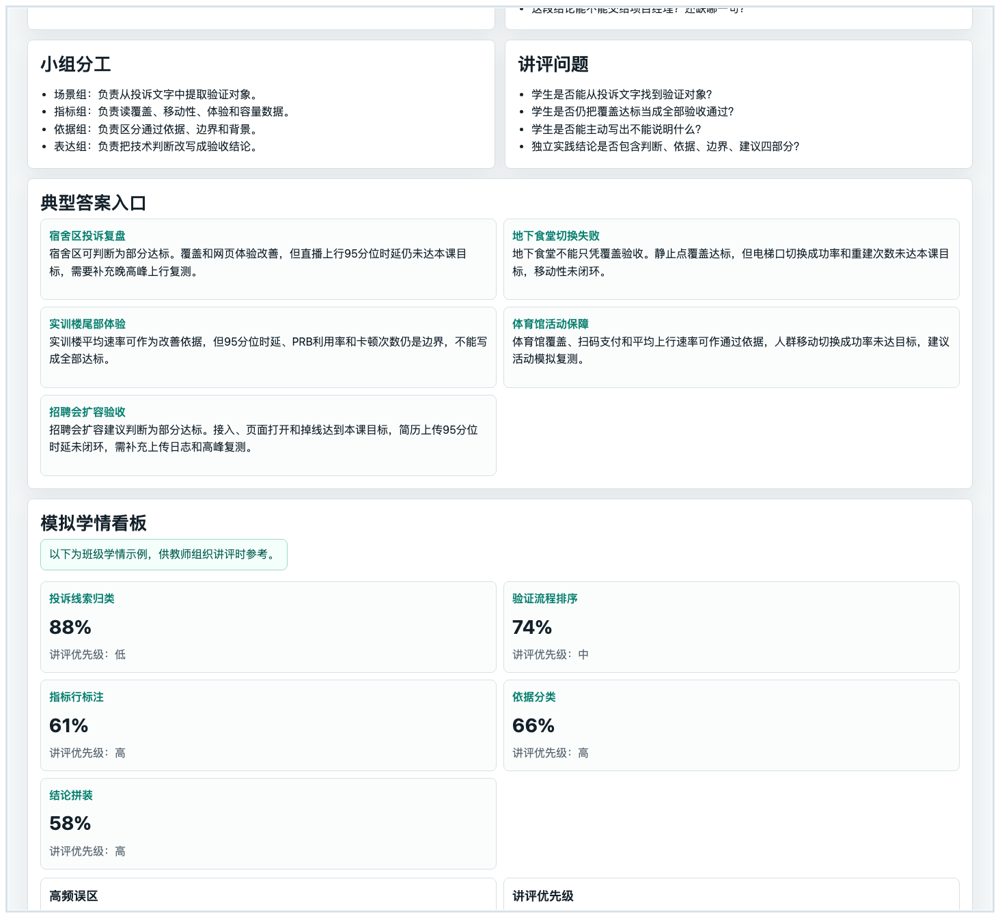 这段结论能不能交给项目经理？还缺哪一句？
小组分工
• 场景组：负责从投诉文字中提取验证对象。
• 指标组：负责读覆盖、移动性、体验和容量数据。
• 依据组：负责区分通过依据、边界和背景。
• 表达组：负责把技术判断改写成验收结论。
讲评问题
• 学生是否能从投诉文字找到验证对象？
• 学生是否仍把覆盖达标当成全部验收通过？
• 学生是否能主动写出不能说明什么？
• 独立实践结论是否包含判断、依据、边界、建议四部分？
典型答案入口
宿舍区投诉复盘
宿舍区可判断为部分达标。覆盖和网页体验改善，但直播上行95分位时延仍未达本课目
标，需要补充晚高峰上行复测。
地下食堂切换失败
地下食堂不能只凭覆盖验收。静止点覆盖达标，但电梯口切换成功率和重建次数未达本课目
标，移动性未闭环。
实训楼尾部体验
实训楼平均速率可作为改善依据，但95分位时延、PRB利用率和卡顿次数仍是边界，不能写
成全部达标。
体育馆活动保障
体育馆覆盖、扫码支付和平均上行速率可作通过依据，人群移动切换成功率未达目标，建议
活动模拟复测。
招聘会扩容验收
招聘会扩容建议判断为部分达标。接入、页面打开和掉线达到本课目标，简历上传95分位
时延未闭环，需补充上传日志和高峰复测。
模拟学情看板
以下为班级学情示例，供教师组织讲评时参考。
投诉线索归类
88%
讲评优先级：低
验证流程排序
74%
讲评优先级：中
指标行标注
61%
讲评优先级：高
依据分类
66%
讲评优先级：高
结论拼装
58%
讲评优先级：高
高频误区
讲评优先级